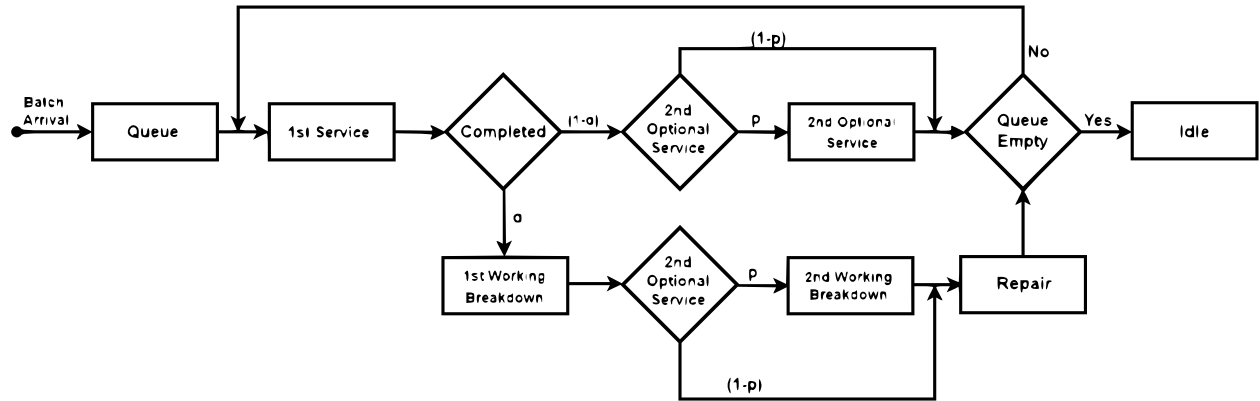 (1-p)
No
Batch
Arrival
Queue
1st Service
Completed
(1-a)
2nd
Optional
Service
p
2nd Optional
Service
Queue
Empty
Yes
Idle
a
1st Working
Breakdown
2nd
Optional
Service
p
2nd Working
Breakdown
Repair
(1-p)